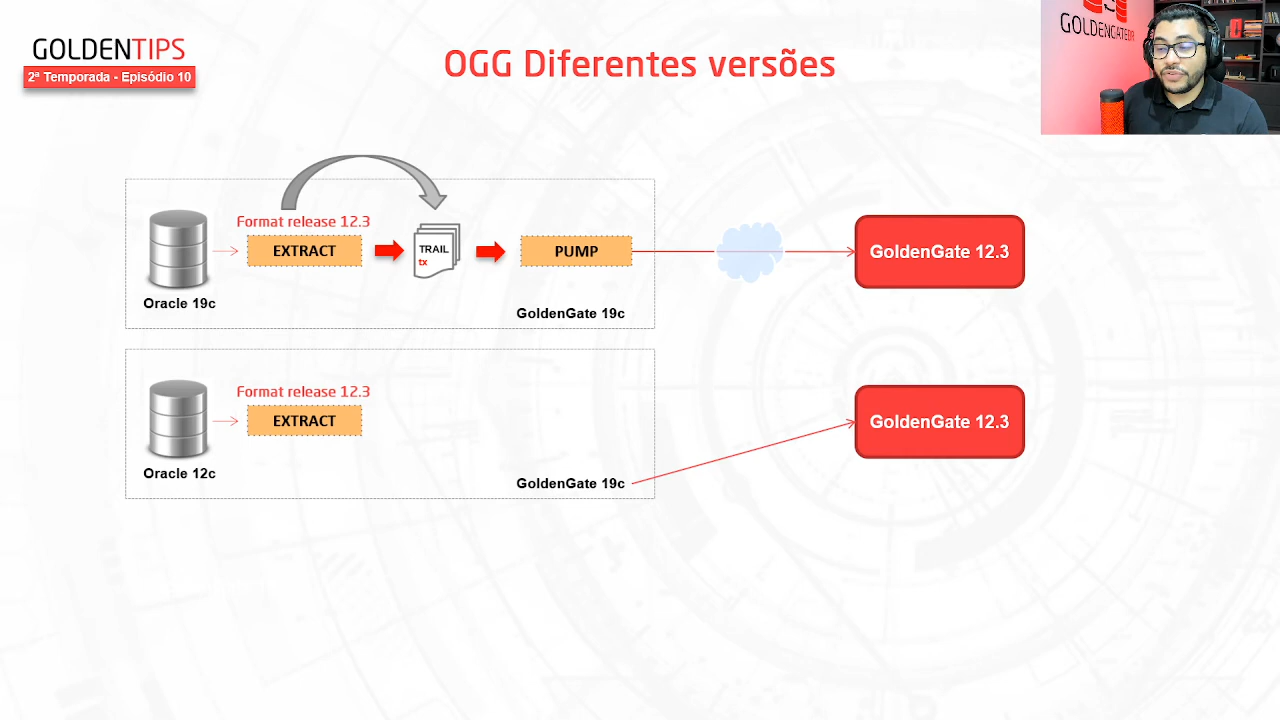 GOLDENTIPS
2ª Temporada - Episódio 10
OGG Diferentes versões
GOLDENGATEBR
Format release 12.3
EXTRACT
TRAIL
tx
PUMP
Oracle 19c
GoldenGate 19c
GoldenGate 12.3
Format release 12.3
EXTRACT
Oracle 12c
GoldenGate 19c
GoldenGate 12.3